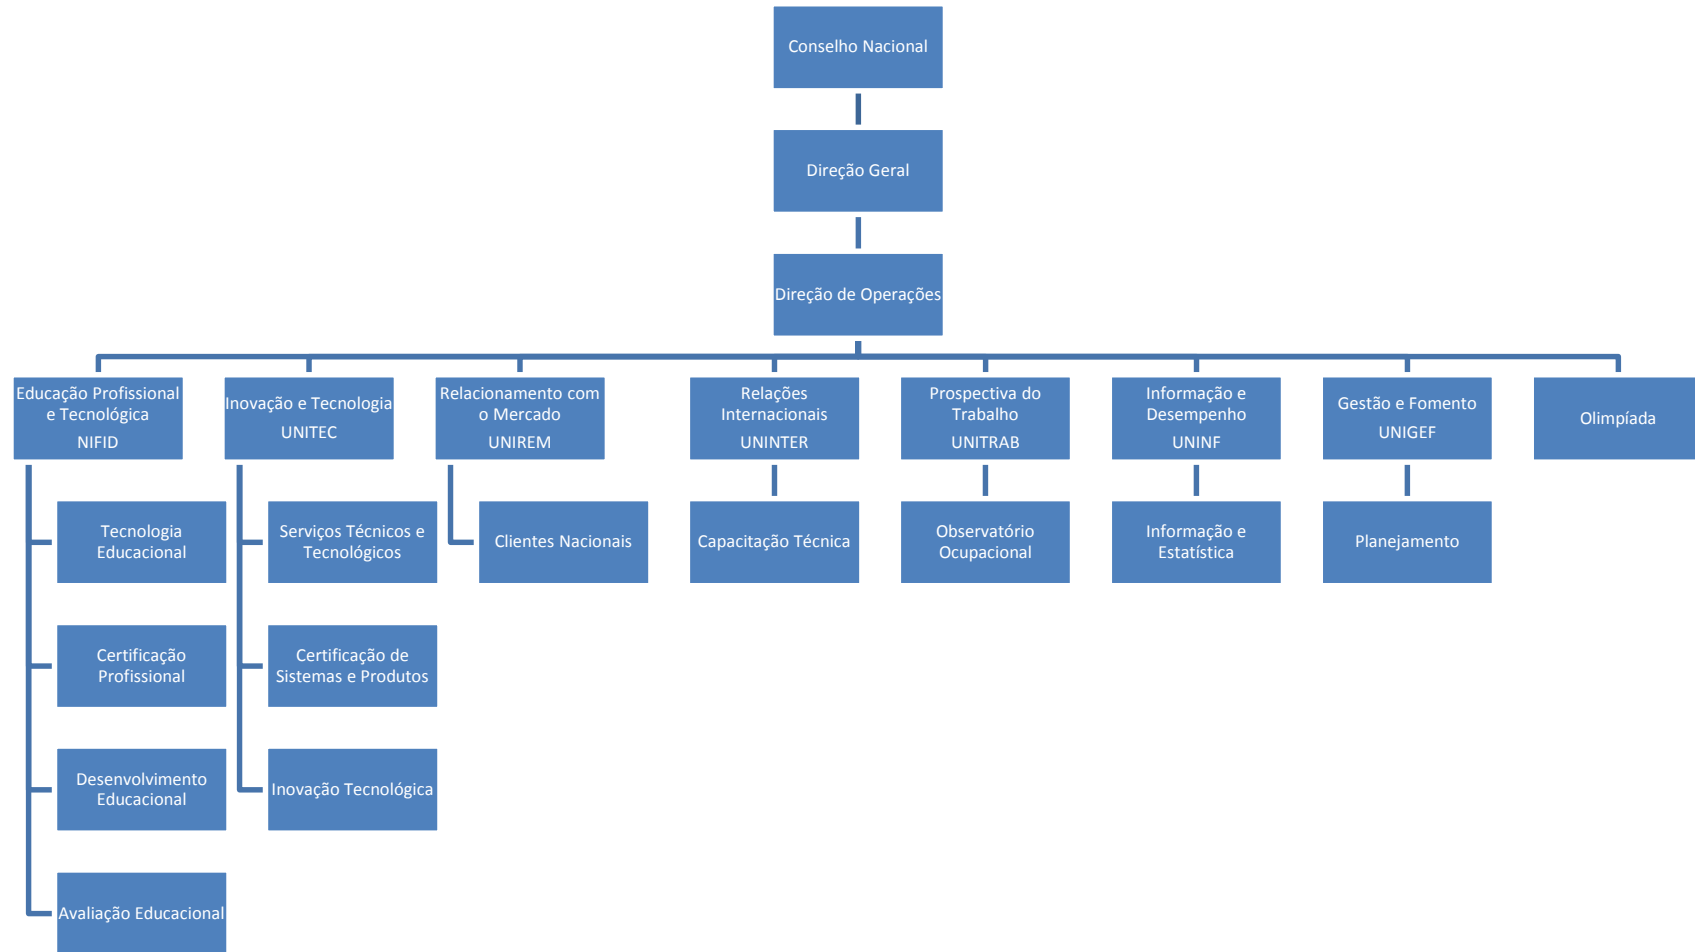 Conselho Nacional
Direção Geral
Direção de Operações
Educação Profissional
e Tecnológica
NIFID
Inovação e Tecnologia
UNITEC
Relacionamento com
o Mercado
UNIREM
Relações
Internacionais
UNINTER
Prospectiva do
Trabalho
UNITRAB
Informação e
Desempenho
UNINF
Gestão e Fomento
UNIGEF
Olimpíada
Tecnologia
Educacional
Serviços Técnicos e
Tecnológicos
Clientes Nacionais
Capacitação Técnica
Observatório
Ocupacional
Informação e
Estatística
Planejamento
Certificação
Profissional
Certificação de
Sistemas e Produtos
Desenvolvimento
Educacional
Inovação Tecnológica
Avaliação Educacional